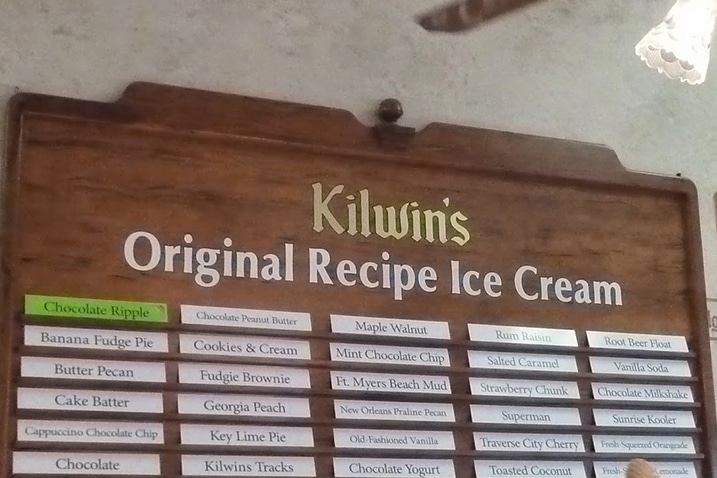 Kilwin's
Original Recipe Ice Cream
Chocolate Ripple
Banana Fudge Pie
Butter Pecan
Cake Batter
Cappuccino Chocolate Chip
Chocolate
Chocolate Peanut Butter
Cookies & Cream
Fudgie Brownie
Georgia Peach
Key Lime Pie
Kilwins Tracks
Maple Walnut
Mint Chocolate Chip
Ft. Myers Beach Mud
New Orleans Praline Pecan
Old-Fashioned Vanilla
Chocolate Yogurt
Rum Raisin
Salted Caramel
Strawberry Chunk
Superman
Traverse City Cherry
Toasted Coconut
Root Beer Float
Vanilla Soda
Chocolate Milkshake
Sunrise Kooler
Fresh-Squeezed Orangeade
Lemonade